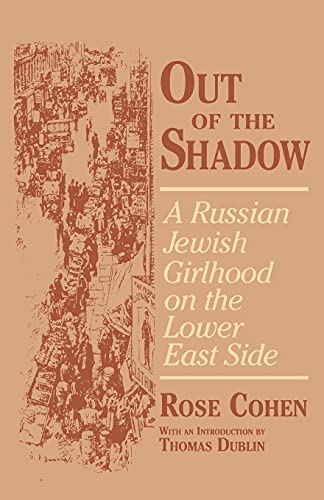 OUT
OF THE
SHADOW
A Russian
Jewish
Girlhood
on the
Lower
East Side
ROSE COHEN
WITH AN INTRODUCTION BY
THOMAS DUBLIN